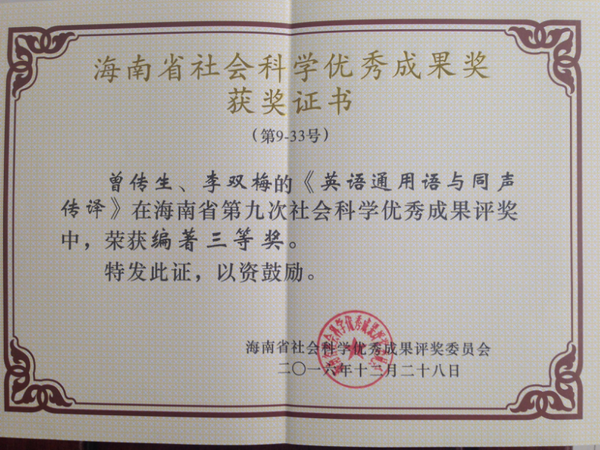 海南省社会科学优秀成果奖
获奖证书
（第9-33号）
曾传生、李双梅的《英语通用语与同声
传译》在海南省第九次社会科学优秀成果评奖
中，荣获编著三等奖。
特发此证，以资鼓励。
海南省社会科学优秀成果评奖委员会
二〇一六年十二月二十八日